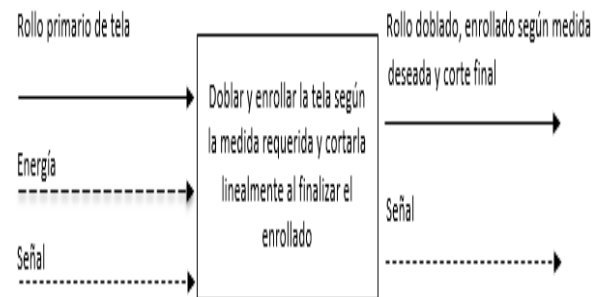 Rollo primario de tela
Energía
Señal
Doblar y enrollar la tela según
la medida requerida y cortarla
linealmente al finalizar el
enrollado
Rollo doblado, enrollado según medida
deseada y corte final
Señal